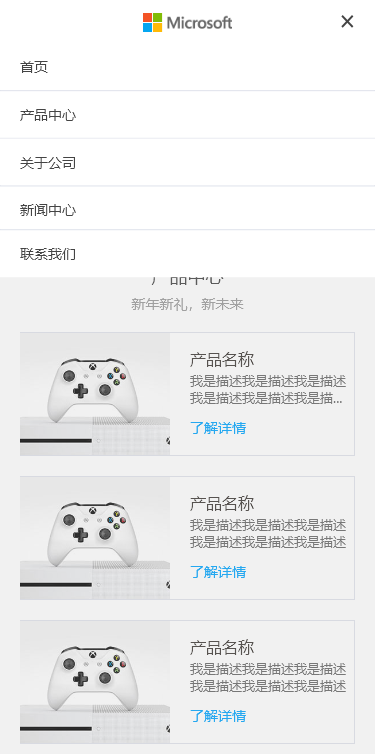 Microsoft
×
首页
产品中心
关于公司
新闻中心
联系我们
产品中心
新年新礼，新未来
产品名称
我是描述我是描述我是描述
我是描述我是描述我是描...
了解详情
产品名称
我是描述我是描述我是描述
我是描述我是描述我是描述
了解详情
产品名称
我是描述我是描述我是描述
我是描述我是描述我是描述
了解详情